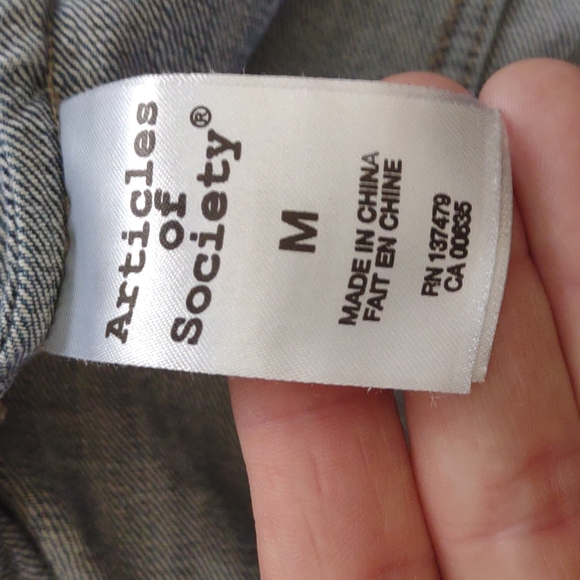 Articles
of
Society®
M
MADE IN CHINA
FAIT EN CHINE
RN 137479
CA 00635